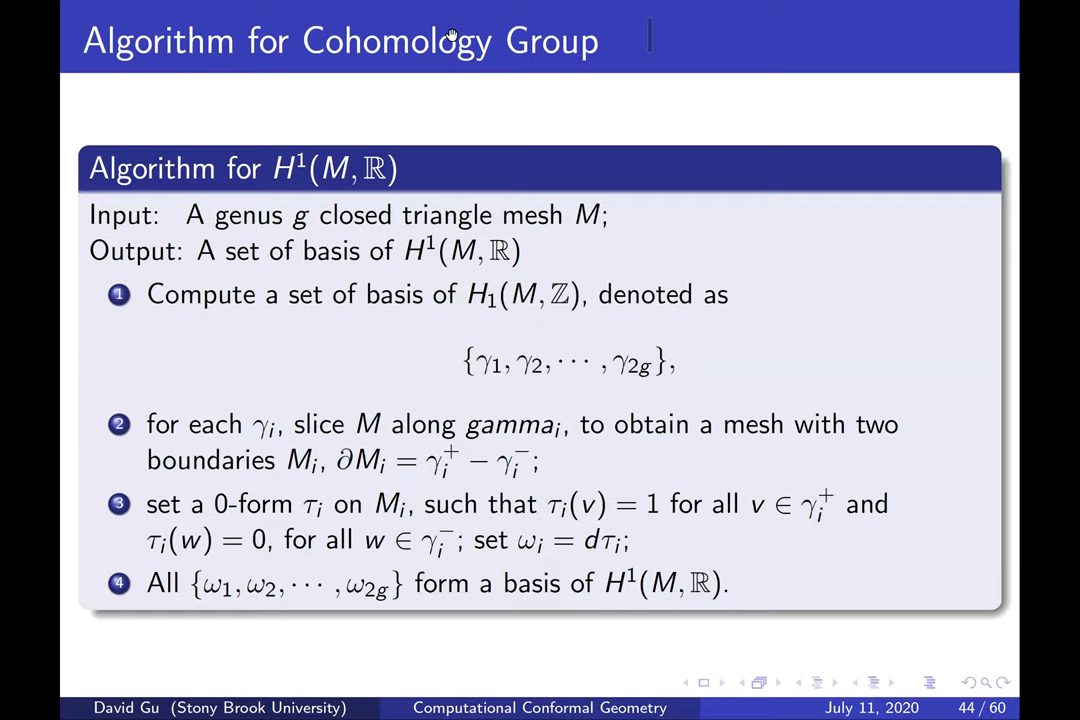 Algorithm for Cohomology Group
Algorithm for H¹(M, ℝ)
Input: A genus g closed triangle mesh M;
Output: A set of basis of H¹(M, ℝ)
1 Compute a set of basis of H₁(M, ℤ), denoted as
{γ₁, γ₂, ⋯ , γ₂g},
2 for each γᵢ, slice M along gammaᵢ, to obtain a mesh with two
boundaries Mᵢ, ∂Mᵢ = γᵢ⁺ − γᵢ⁻;
3 set a 0-form τᵢ on Mᵢ, such that τᵢ(v) = 1 for all v ∈ γᵢ⁺ and
τᵢ(w) = 0, for all w ∈ γᵢ⁻; set ωᵢ = dτᵢ;
4 All {ω₁, ω₂, ⋯ , ω₂g} form a basis of H¹(M, ℝ).
David Gu (Stony Brook University) Computational Conformal Geometry July 11, 2020 44 / 60